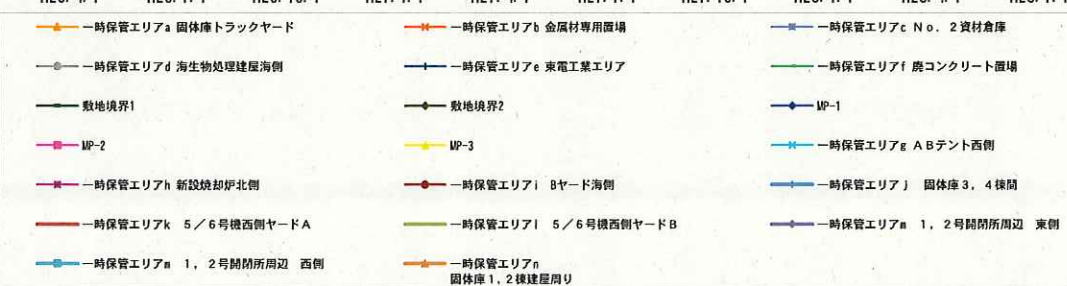 一時保管エリアa 固体庫トラックヤード
一時保管エリアb 金属材専用置場
一時保管エリアc No．2資材倉庫
一時保管エリアd 海生物処理建屋海側
一時保管エリアe 東電工業エリア
一時保管エリアf 廃コンクリート置場
敷地境界1
敷地境界2
MP-1
MP-2
MP-3
一時保管エリアg ABテント西側
一時保管エリアh 新設焼却炉北側
一時保管エリアi Bヤード海側
一時保管エリアj 固体庫3，4棟間
一時保管エリアk 5／6号機西側ヤードA
一時保管エリアl 5／6号機西側ヤードB
一時保管エリアm 1，2号開閉所周辺 東側
一時保管エリアm 1，2号開閉所周辺 西側
一時保管エリアn
固体庫1，2棟建屋周り